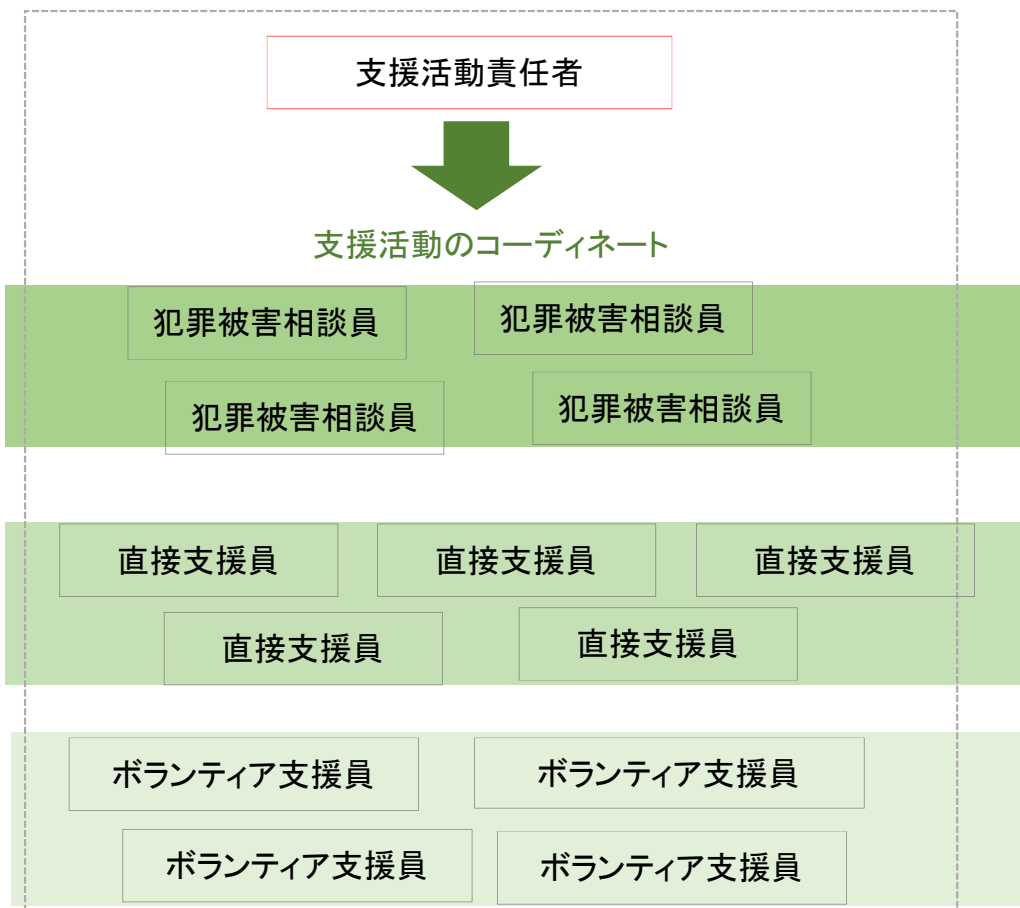 支援活動責任者
支援活動のコーディネート
犯罪被害相談員
犯罪被害相談員
犯罪被害相談員
犯罪被害相談員
直接支援員
直接支援員
直接支援員
直接支援員
直接支援員
ボランティア支援員
ボランティア支援員
ボランティア支援員
ボランティア支援員